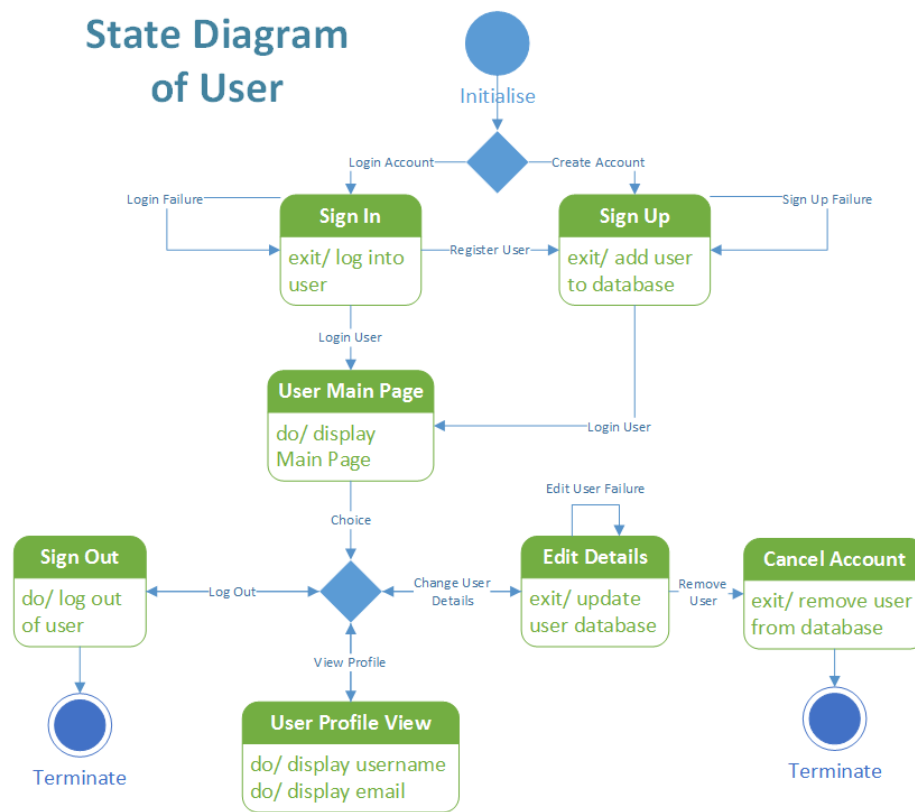 State Diagram
of User
Initialise
Login Account
Create Account
Login Failure
Sign In
exit/ log into
user
Register User
Sign Up
exit/ add user
to database
Sign Up Failure
Login User
User Main Page
do/ display
Main Page
Login User
Choice
Edit User Failure
Sign Out
do/ log out
of user
Log Out
Change User
Details
Edit Details
exit/ update
user database
Remove
User
Cancel Account
exit/ remove user
from database
View Profile
User Profile View
do/ display username
do/ display email
Terminate
Terminate